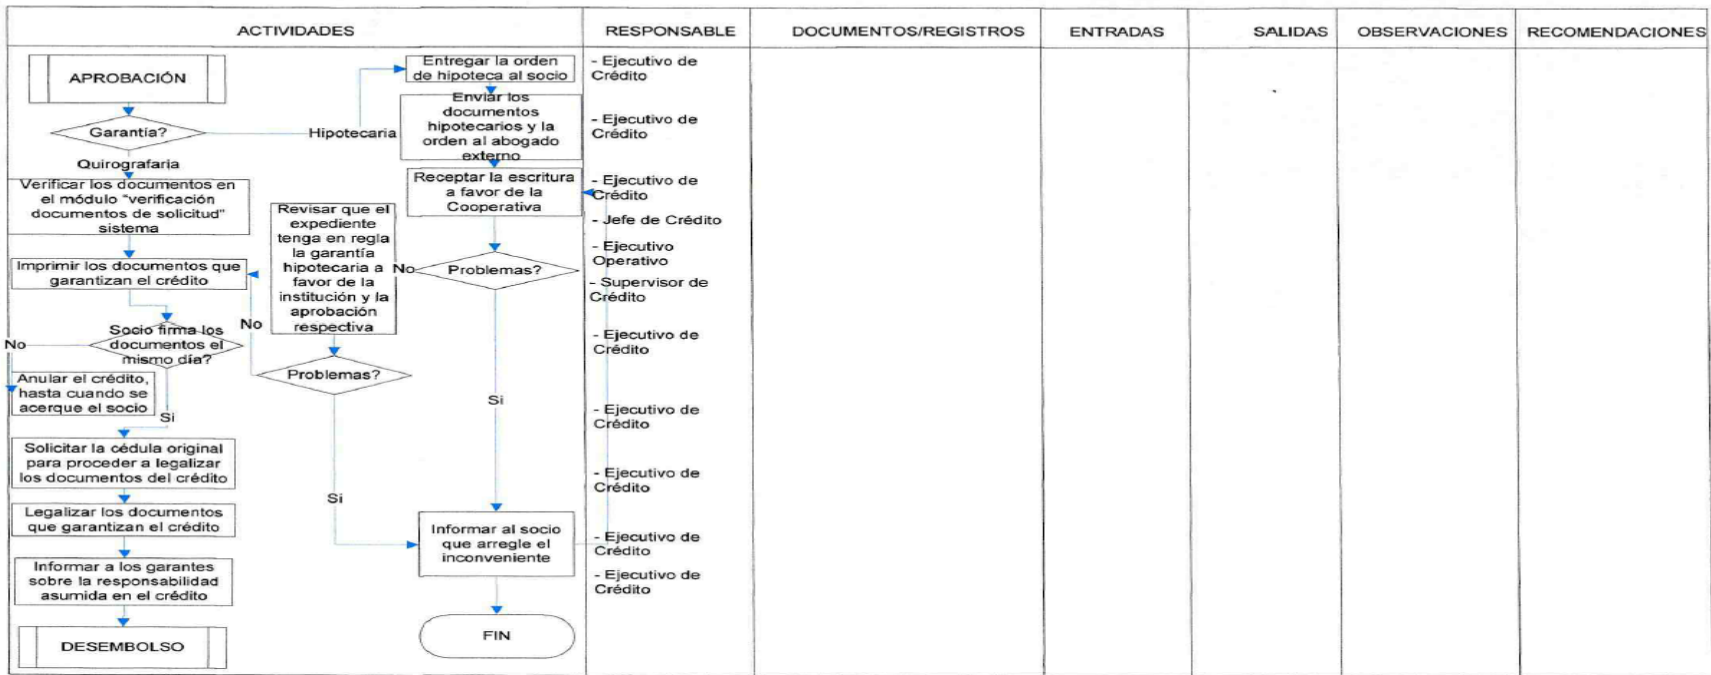 ACTIVIDADES
RESPONSABLE
DOCUMENTOS/REGISTROS
ENTRADAS
SALIDAS
OBSERVACIONES
RECOMENDACIONES
APROBACIÓN
Garantía?
Hipotecaria
Quirografaria
Verificar los documentos en
el módulo "verificación
documentos de solicitud"
sistema
Imprimir los documentos que
garantizan el crédito
Socio firma los
documentos el
mismo día?
No
Anular el crédito,
hasta cuando se
acerque el socio
Si
Solicitar la cédula original
para proceder a legalizar
los documentos del crédito
Legalizar los documentos
que garantizan el crédito
Informar a los garantes
sobre la responsabilidad
asumida en el crédito
DESEMBOLSO
Revisar que el
expediente
tenga en regla
la garantía
hipotecaria a
favor de la
institución y la
aprobación
respectiva
No
Problemas?
Si
Entregar la orden
de hipoteca al socio
Enviar los
documentos
hipotecarios y la
orden al abogado
externo
Receptar la escritura
a favor de la
Cooperativa
No
Problemas?
Si
Informar al socio
que arregle el
inconveniente
FIN
- Ejecutivo de
Crédito
- Ejecutivo de
Crédito
- Ejecutivo de
Crédito
- Jefe de Crédito
- Ejecutivo
Operativo
- Supervisor de
Crédito
- Ejecutivo de
Crédito
- Ejecutivo de
Crédito
- Ejecutivo de
Crédito
- Ejecutivo de
Crédito
- Ejecutivo de
Crédito